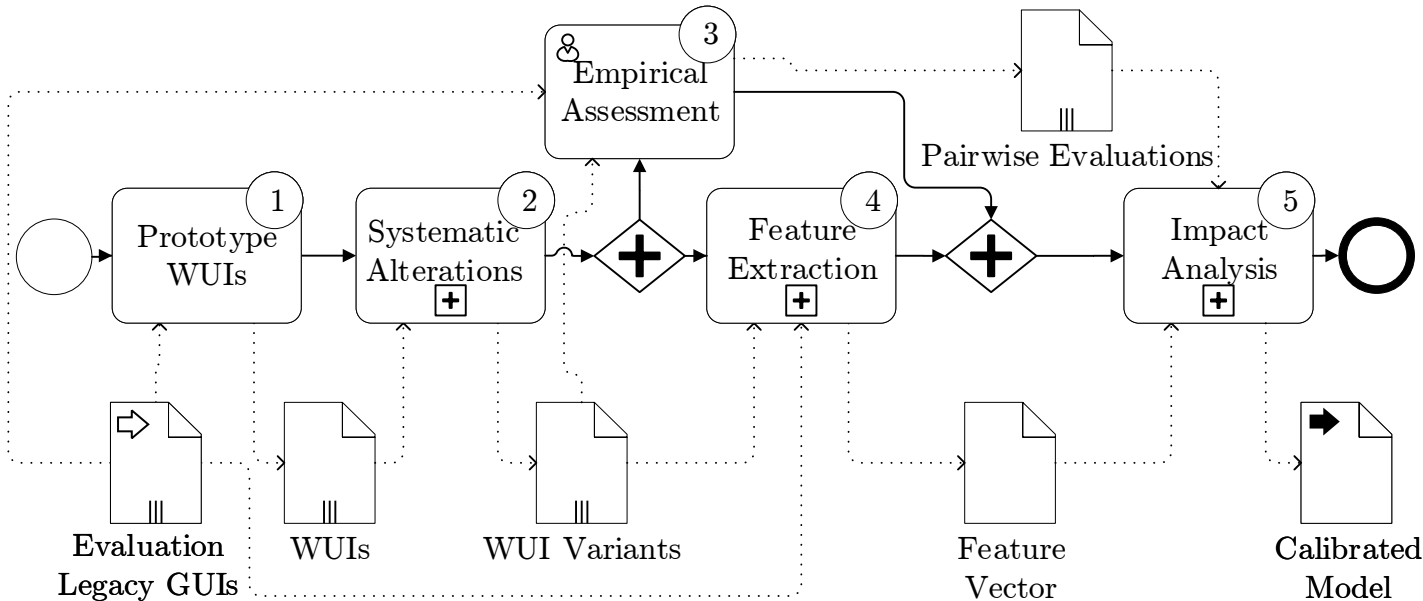 3
Empirical
Assessment
Pairwise Evaluations
1
Prototype
WUIs
2
Systematic
Alterations
4
Feature
Extraction
5
Impact
Analysis
Evaluation
Legacy GUIs
WUIs
WUI Variants
Feature
Vector
Calibrated
Model